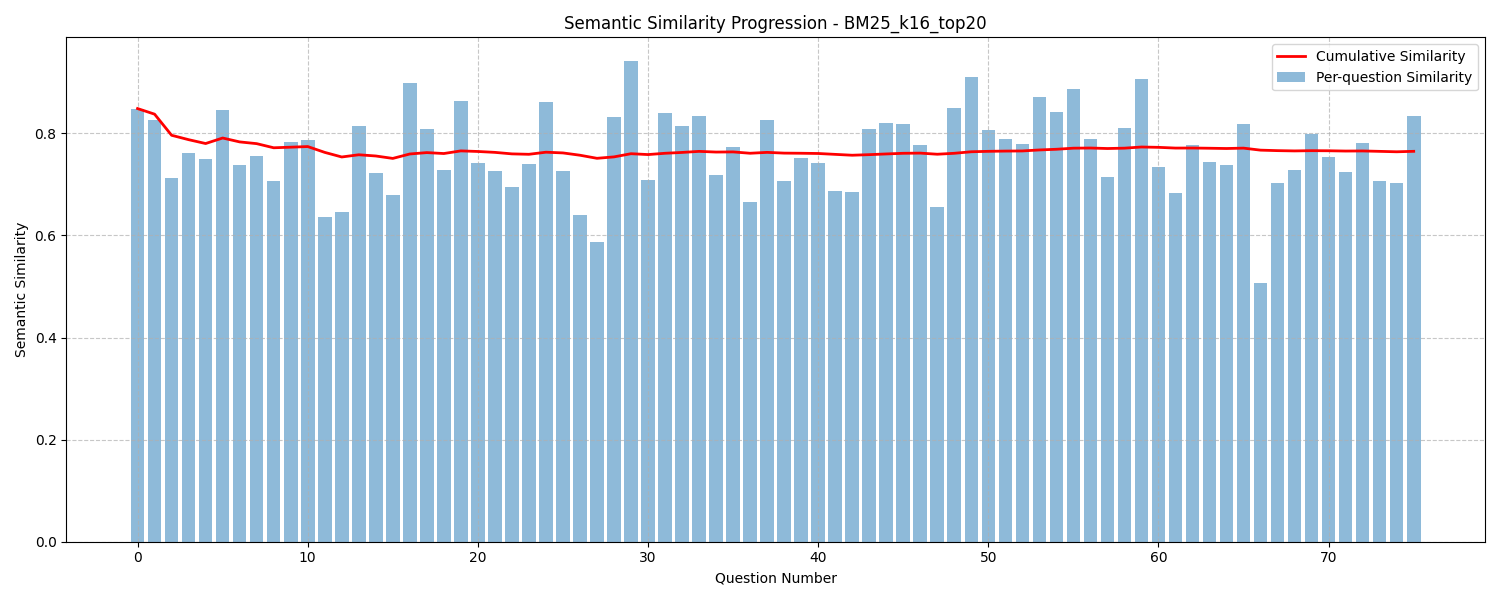 Semantic Similarity Progression - BM25_k16_top20
Cumulative Similarity
Per-question Similarity
Semantic Similarity
0.8
0.6
0.4
0.2
0.0
0 10 20 30 40 50 60 70
Question Number